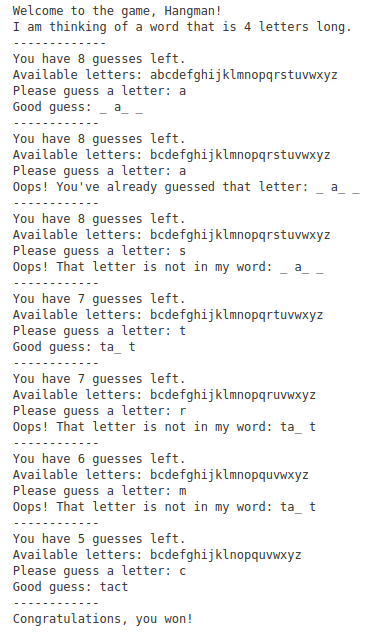 Welcome to the game, Hangman!
I am thinking of a word that is 4 letters long.
-------------
You have 8 guesses left.
Available letters: abcdefghijklmnopqrstuvwxyz
Please guess a letter: a
Good guess: _ a_ _
------------
You have 8 guesses left.
Available letters: bcdefghijklmnopqrstuvwxyz
Please guess a letter: a
Oops! You've already guessed that letter: _ a_ _
------------
You have 8 guesses left.
Available letters: bcdefghijklmnopqrstuvwxyz
Please guess a letter: s
Oops! That letter is not in my word: _ a_ _
------------
You have 7 guesses left.
Available letters: bcdefghijklmnopqrtuvwxyz
Please guess a letter: t
Good guess: ta_ t
------------
You have 7 guesses left.
Available letters: bcdefghijklmnopqruvwxyz
Please guess a letter: r
Oops! That letter is not in my word: ta_ t
------------
You have 6 guesses left.
Available letters: bcdefghijklmnopquvwxyz
Please guess a letter: m
Oops! That letter is not in my word: ta_ t
------------
You have 5 guesses left.
Available letters: bcdefghijklnopquvwxyz
Please guess a letter: c
Good guess: tact
------------
Congratulations, you won!